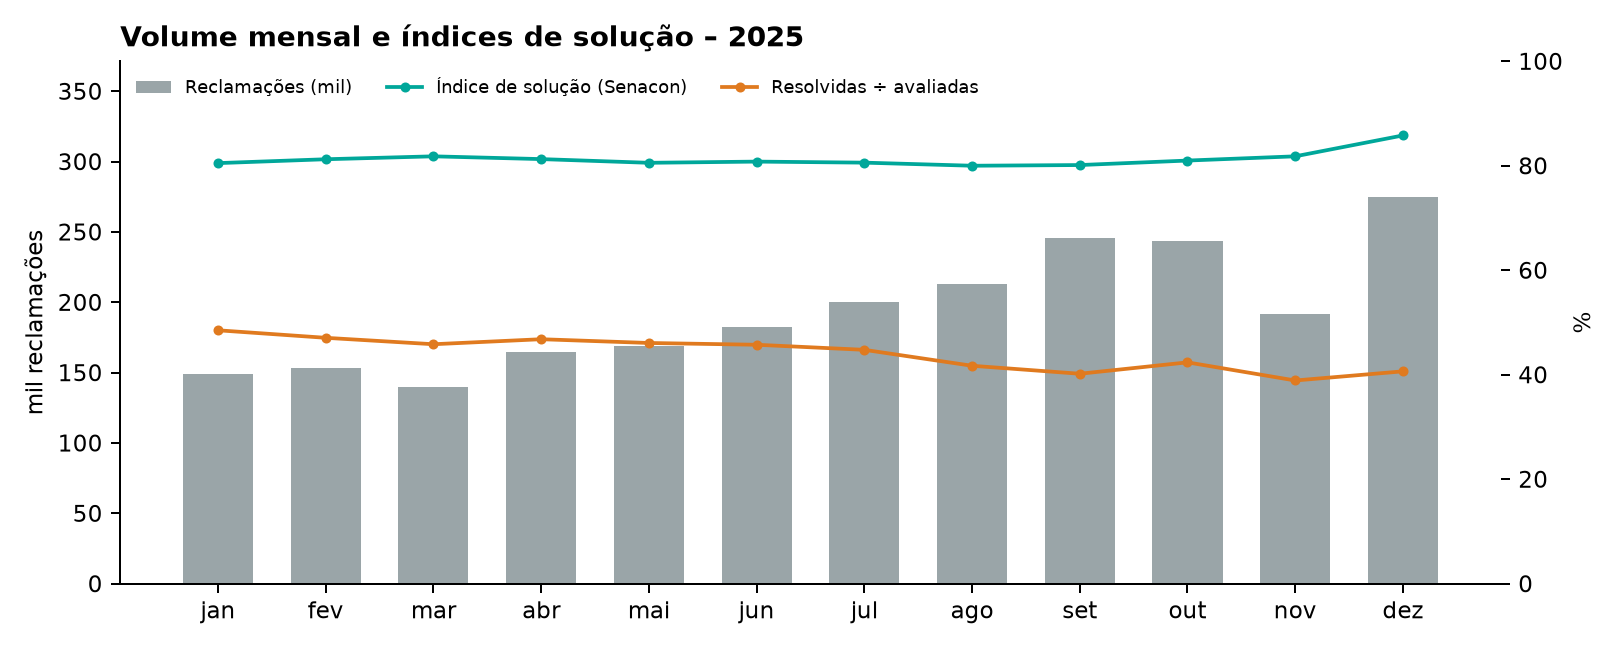 Volume mensal e índices de solução – 2025
Reclamações (mil)
Índice de solução (Senacon)
Resolvidas ÷ avaliadas
mil reclamações
350
300
250
200
150
100
50
0
100
80
60
40
20
0
%
jan fev mar abr mai jun jul ago set out nov dez